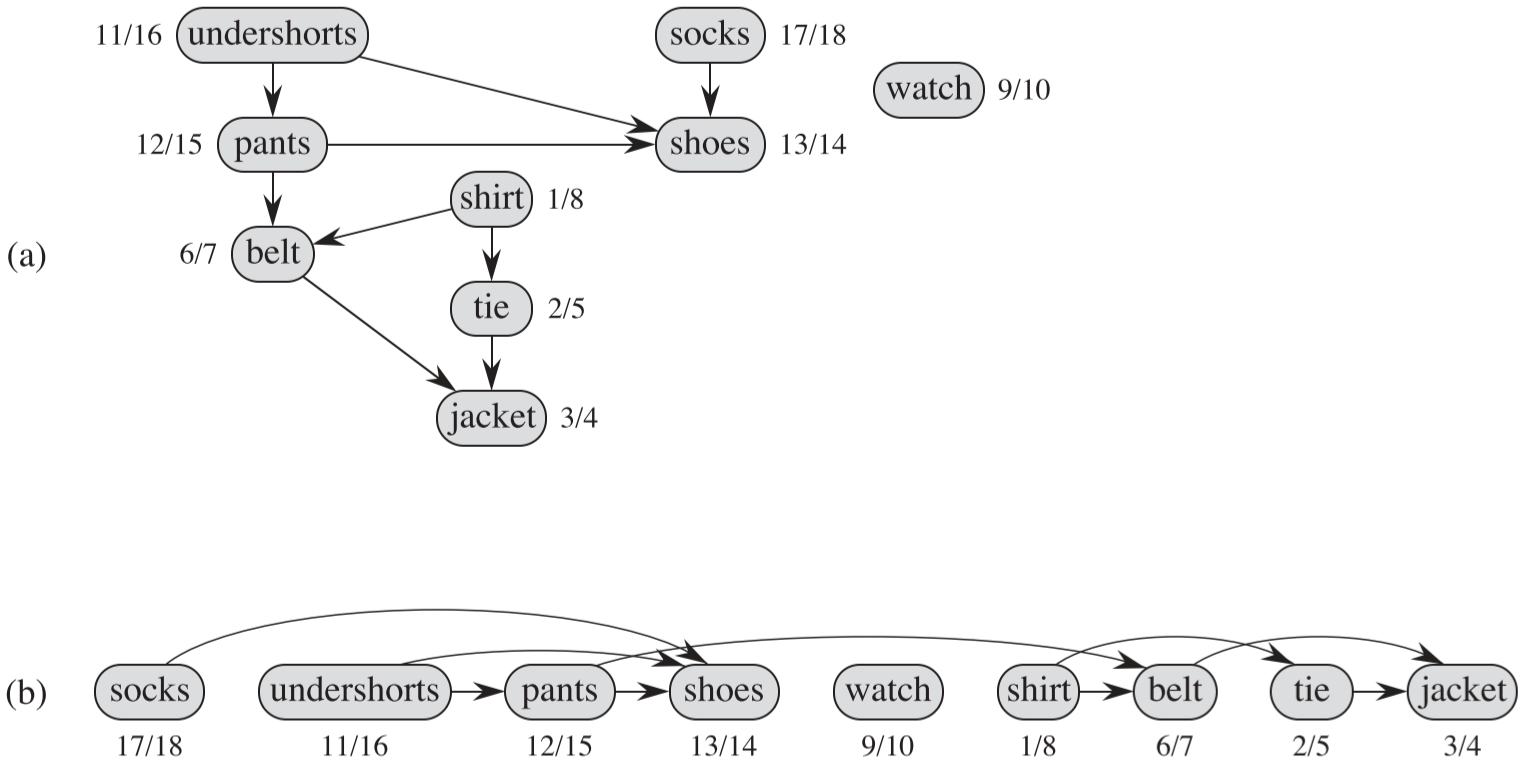 11/16 undershorts socks 17/18
watch 9/10
12/15 pants shoes 13/14
shirt 1/8
(a) 6/7 belt
tie 2/5
jacket 3/4
(b) socks undershorts pants shoes watch shirt belt tie jacket
17/18 11/16 12/15 13/14 9/10 1/8 6/7 2/5 3/4